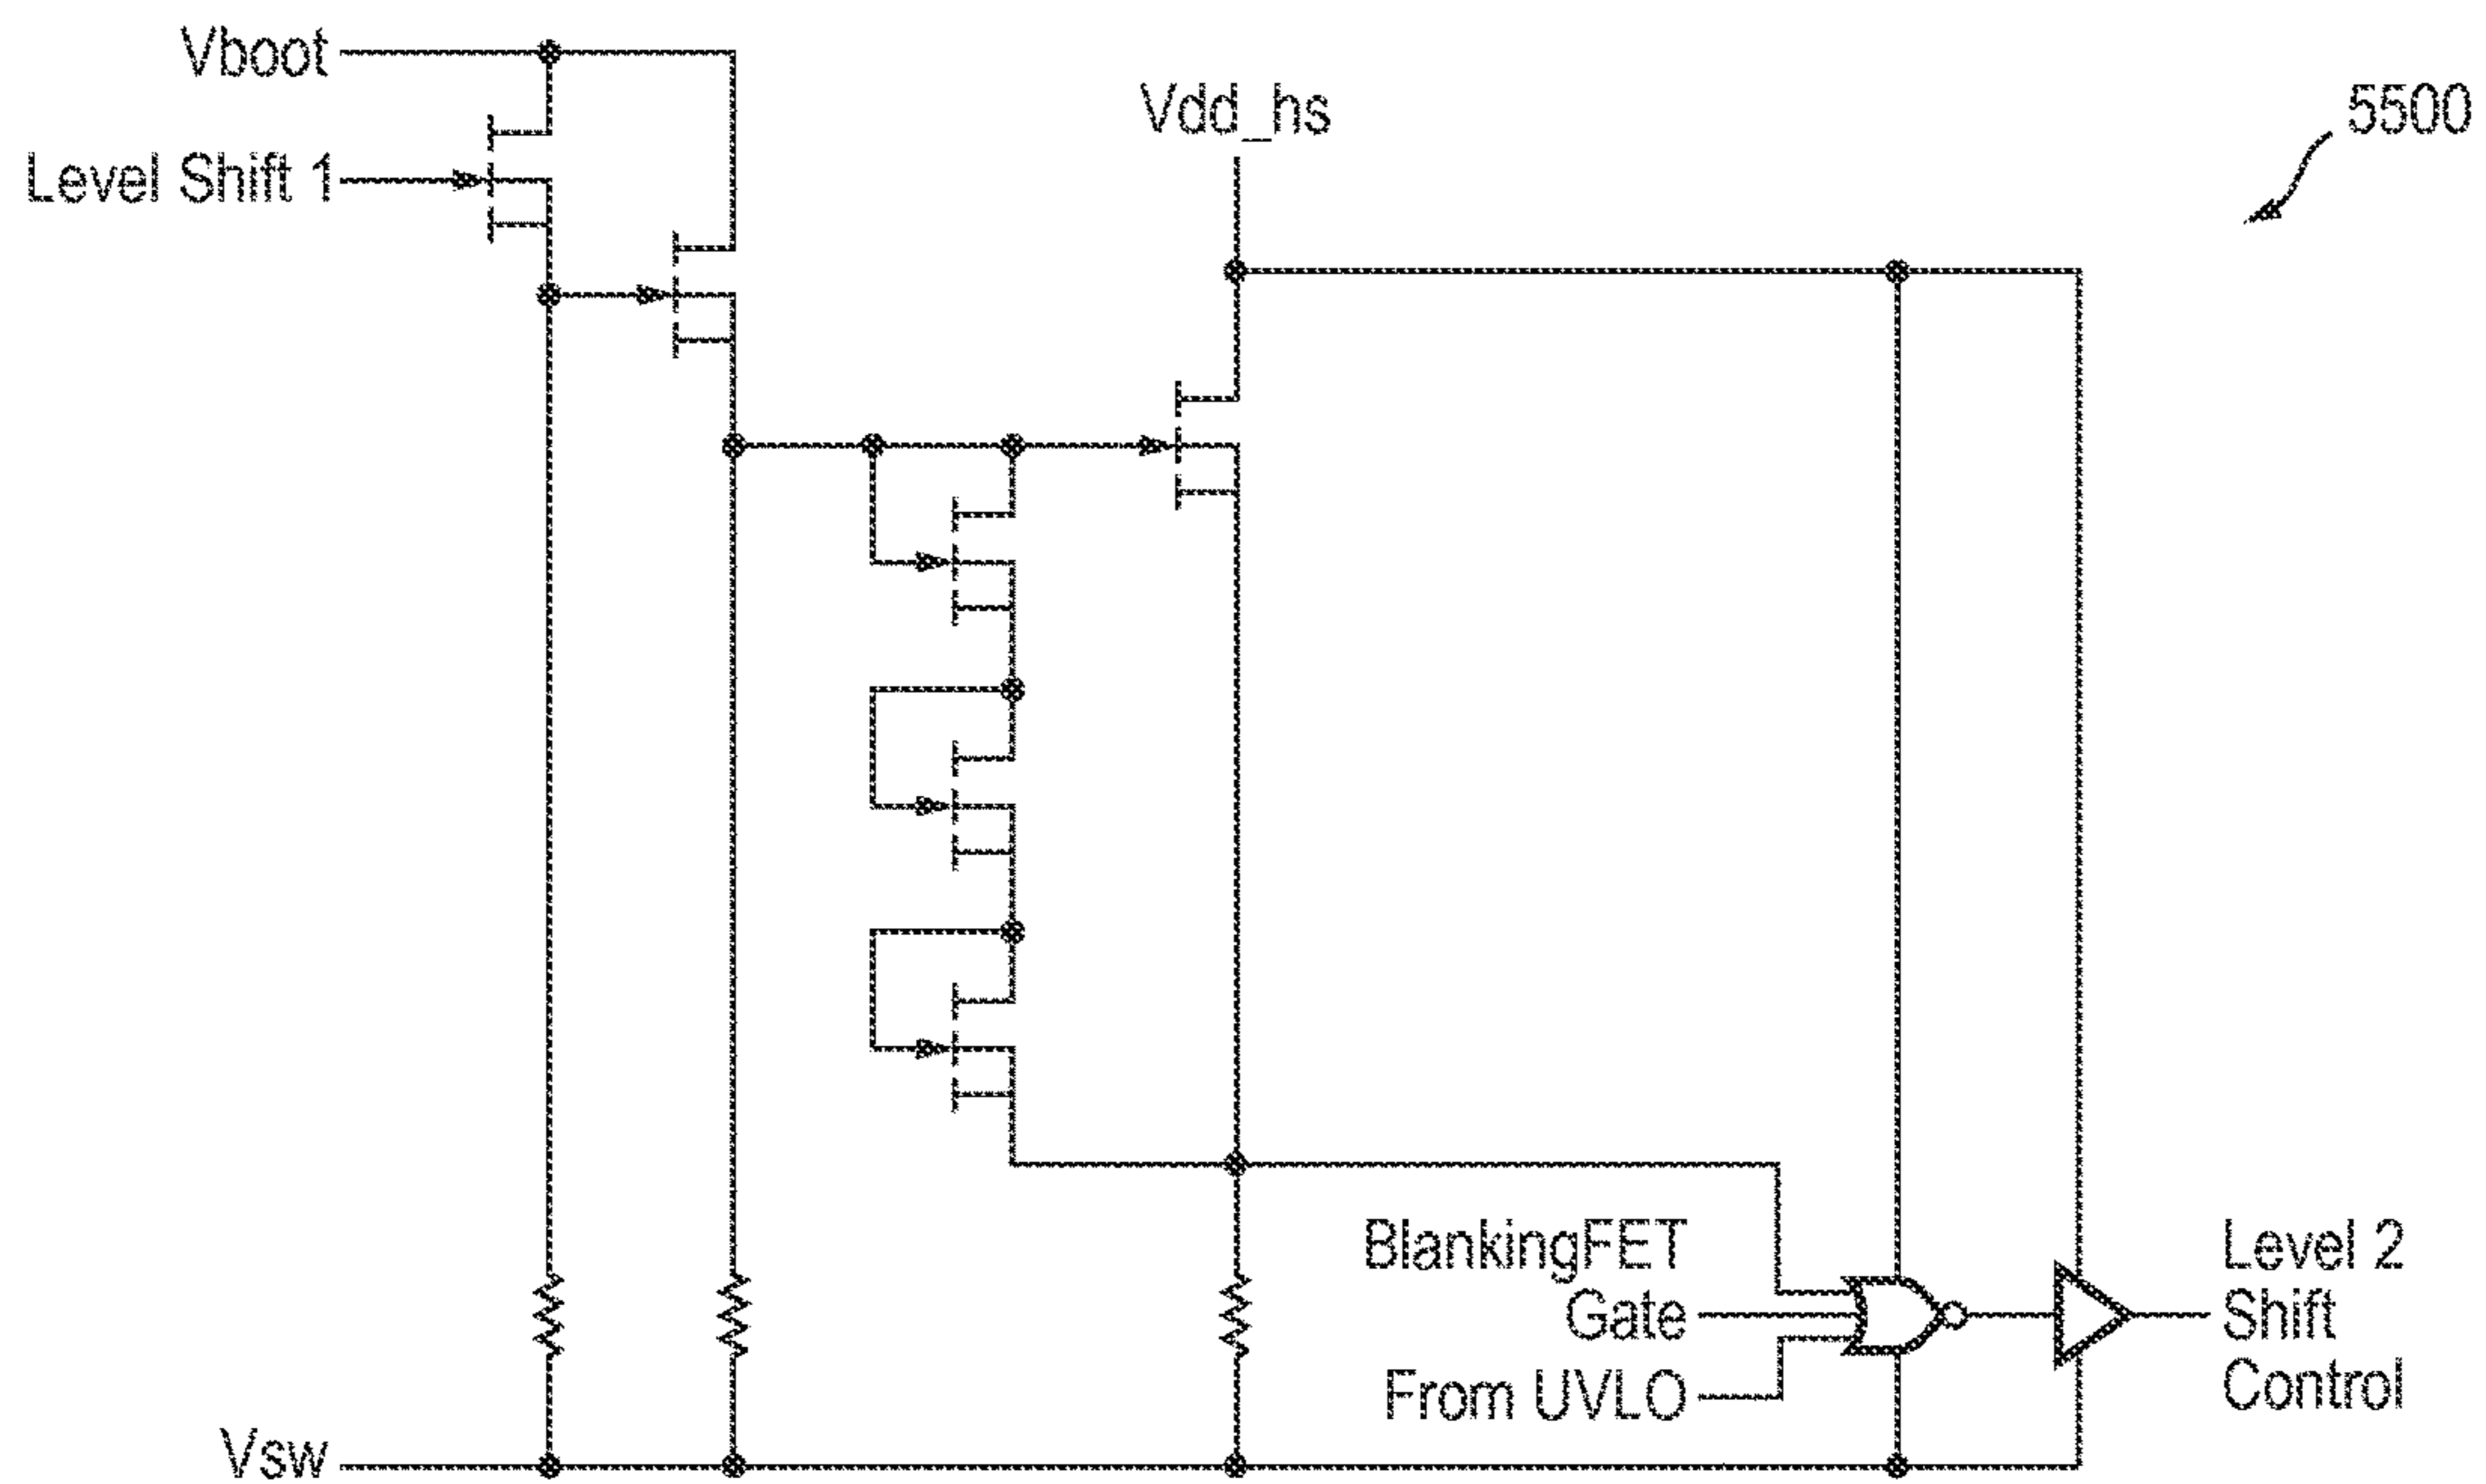 Vboot
Vdd_hs
5500
Level Shift 1
BlankingFET
Gate
From UVLO
Level 2
Shift
Control
Vsw